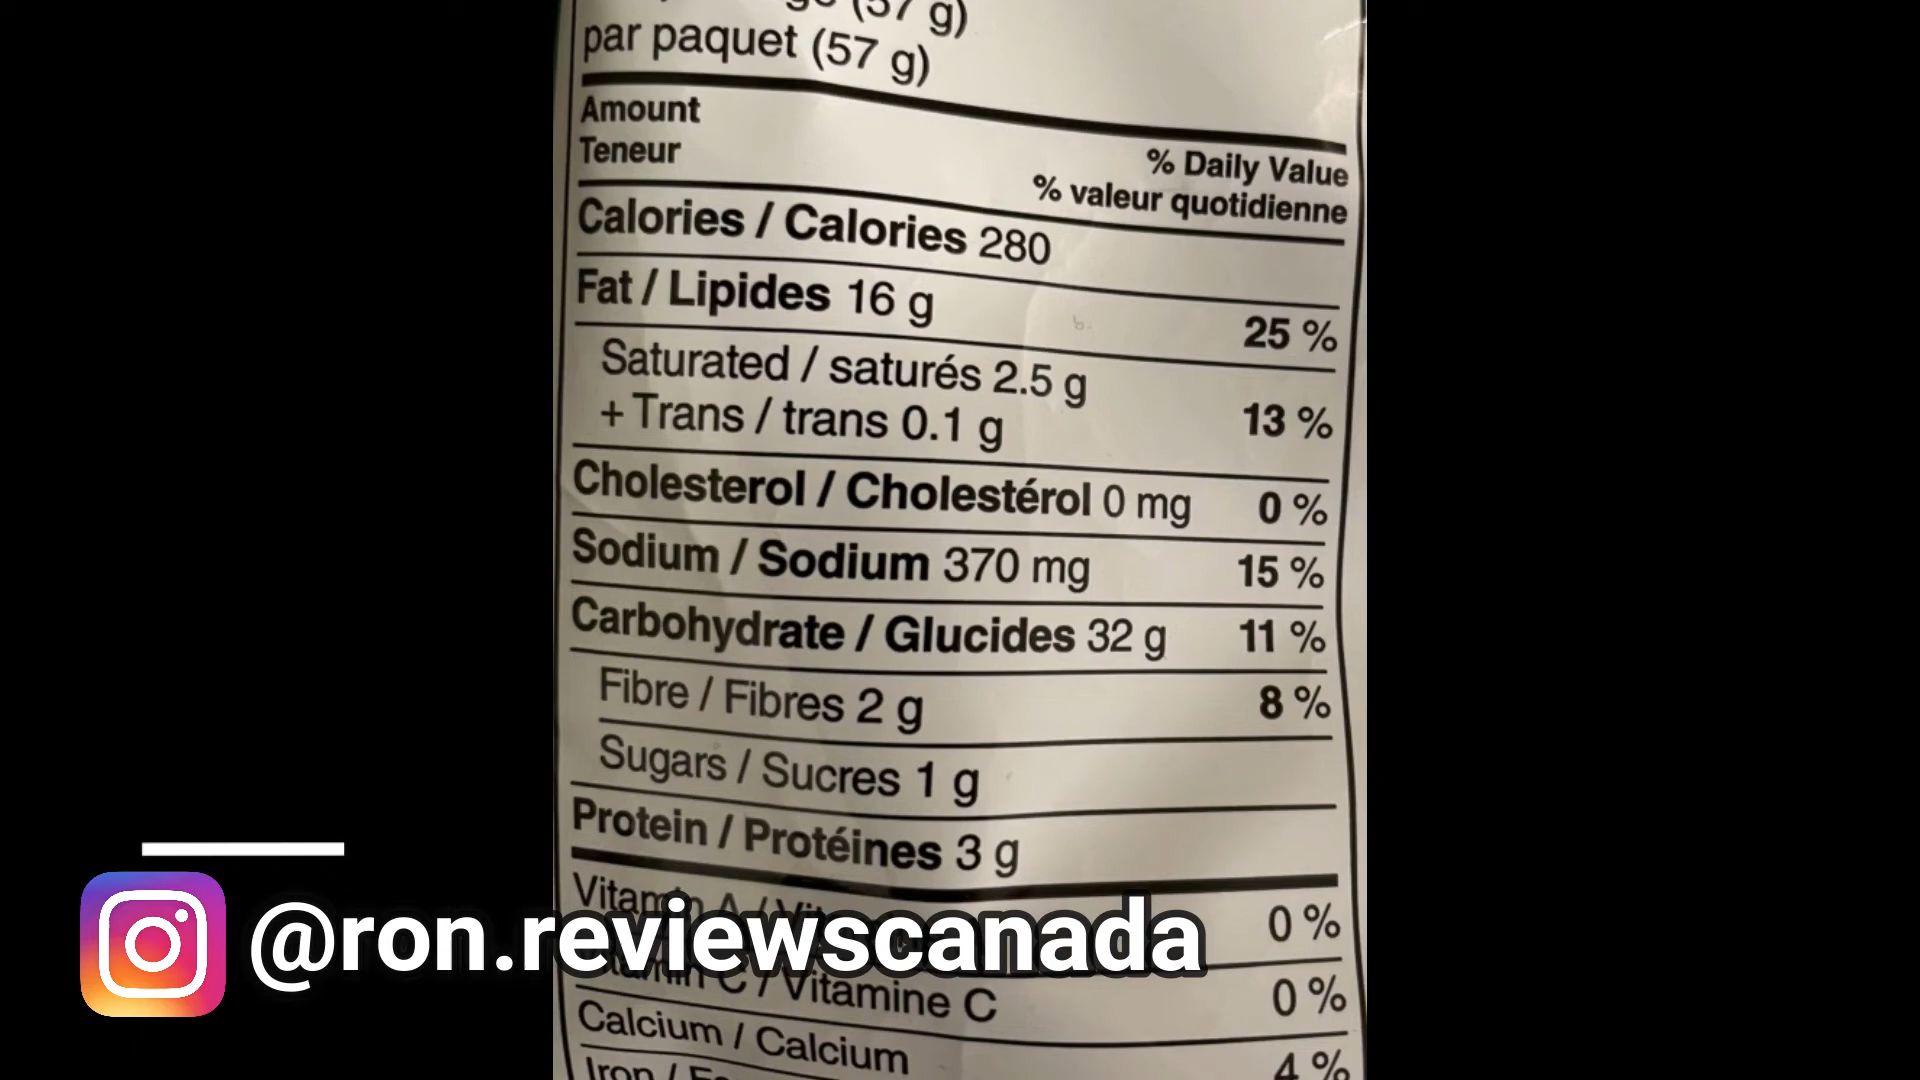 (57 g)
par paquet (57 g)
Amount
Teneur
% Daily Value
% valeur quotidienne
Calories / Calories 280
Fat / Lipides 16 g 25 %
Saturated / saturés 2.5 g
+ Trans / trans 0.1 g 13 %
Cholesterol / Cholestérol 0 mg 0 %
Sodium / Sodium 370 mg 15 %
Carbohydrate / Glucides 32 g 11 %
Fibre / Fibres 2 g 8 %
Sugars / Sucres 1 g
Protein / Protéines 3 g
Vitamin A / 0 %
@ron.reviewscanada
C / Vitamine C 0 %
Calcium / Calcium 4 %
Iron /